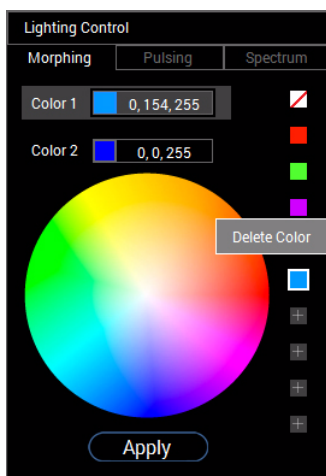 Lighting Control
Morphing Pulsing Spectrum
Color 1 0,154,255
Color 2 0,0,255
Delete Color
Apply